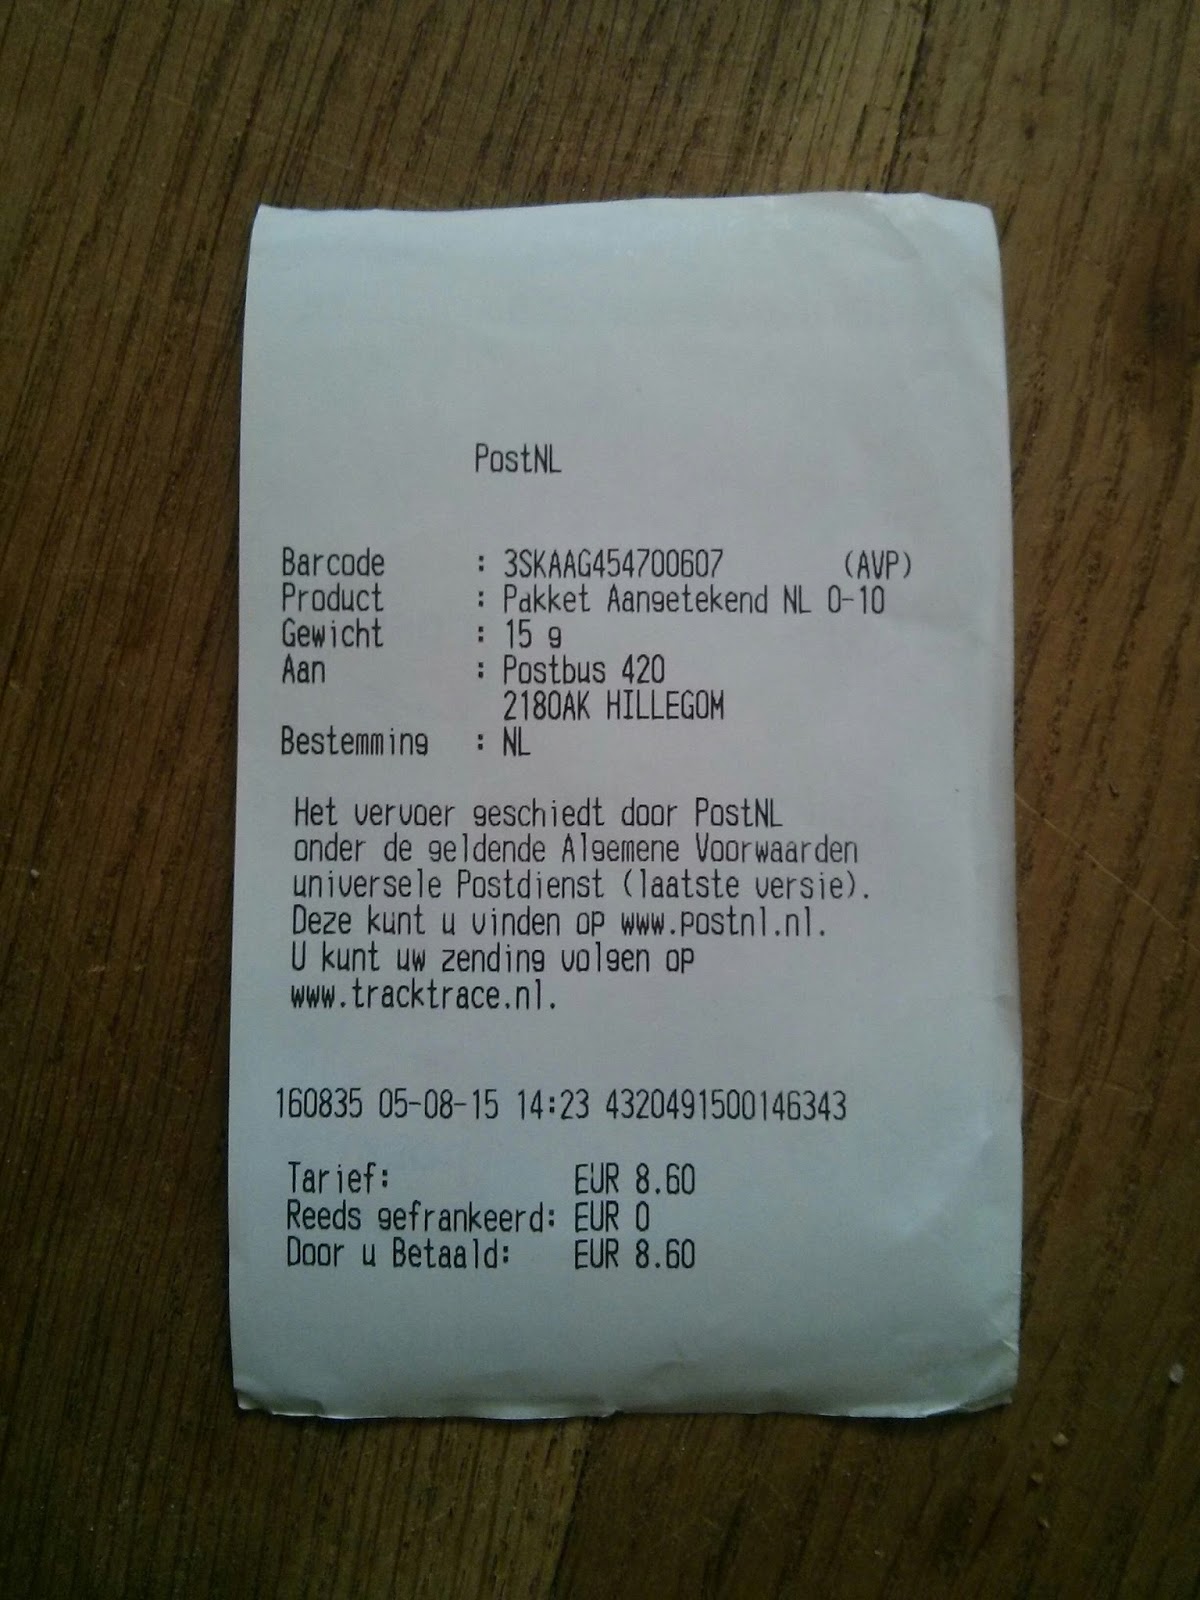 PostNL
Barcode : 3SKAAG454700607 (AVP)
Product : Pakket Aangetekend NL 0-10
Gewicht : 15 g
Aan : Postbus 420
2180AK HILLEGOM
Bestemming : NL
Het vervoer geschiedt door PostNL
onder de geldende Algemene Voorwaarden
universele Postdienst (laatste versie).
Deze kunt u vinden op www.postnl.nl.
U kunt uw zending volgen op
www.tracktrace.nl.
160835 05-08-15 14:23 4320491500146343
Tarief: EUR 8.60
Reeds gefrankeerd: EUR 0
Door u Betaald: EUR 8.60